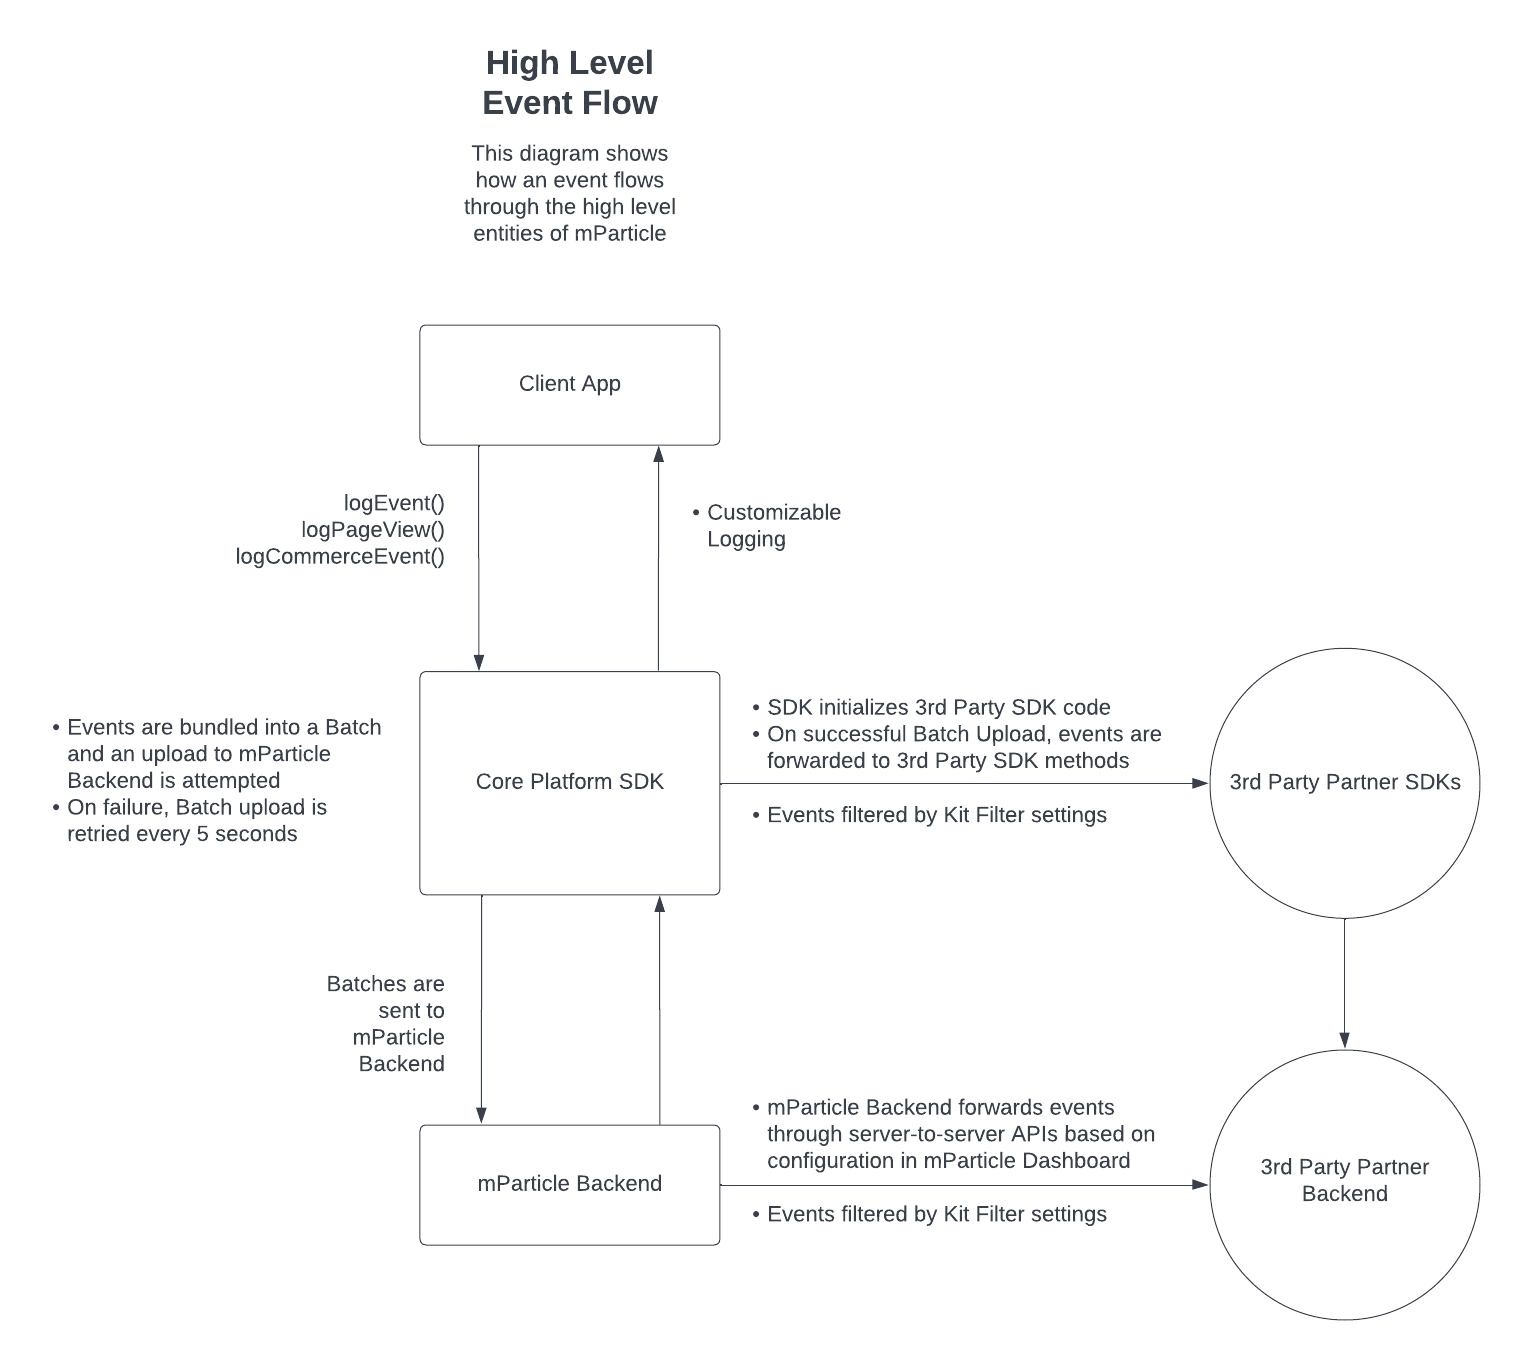 High Level
Event Flow
This diagram shows
how an event flows
through the high level
entities of mParticle
Client App
logEvent()
logPageView()
logCommerceEvent()
• Customizable
Logging
• Events are bundled into a Batch
and an upload to mParticle
Backend is attempted
• On failure, Batch upload is
retried every 5 seconds
Core Platform SDK
• SDK initializes 3rd Party SDK code
• On successful Batch Upload, events are
forwarded to 3rd Party SDK methods
• Events filtered by Kit Filter settings
3rd Party Partner SDKs
Batches are
sent to
mParticle
Backend
mParticle Backend
• mParticle Backend forwards events
through server-to-server APIs based on
configuration in mParticle Dashboard
• Events filtered by Kit Filter settings
3rd Party Partner
Backend